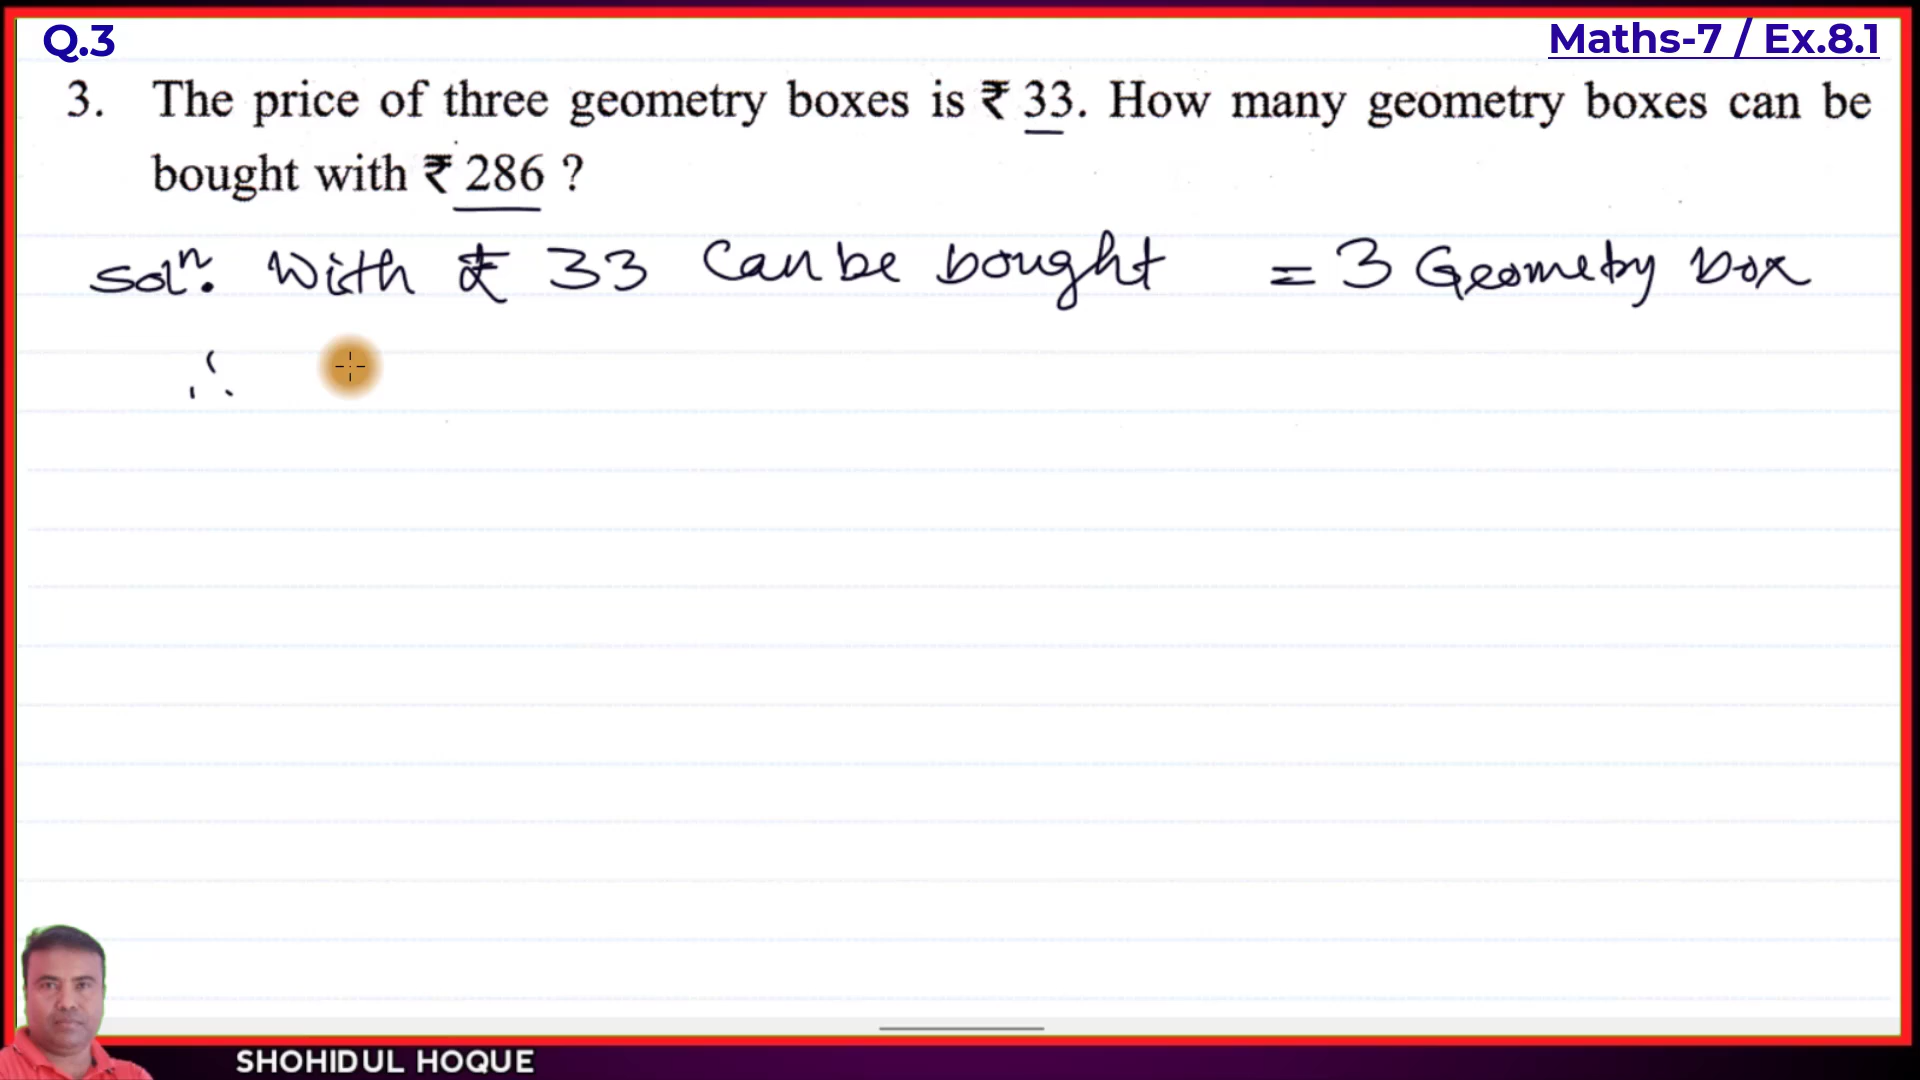 Q.3
Maths-7 / Ex.8.1
3. The price of three geometry boxes is ₹ 33. How many geometry boxes can be
bought with ₹ 286 ?
Solⁿ. With ₹ 33 Can be bought = 3 Geometry box
∴
SHOHIDUL HOQUE